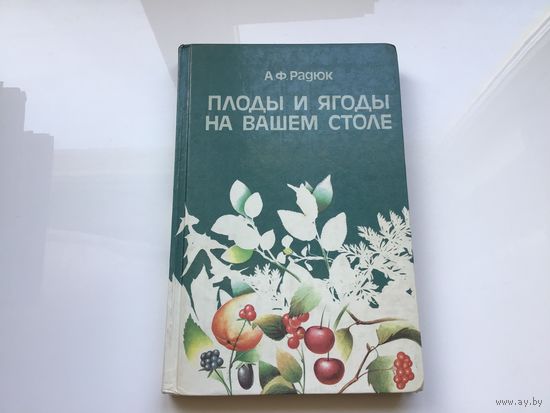 А Ф Радюк
ПЛОДЫ И ЯГОДЫ
НА ВАШЕМ СТОЛЕ
www.ay.by